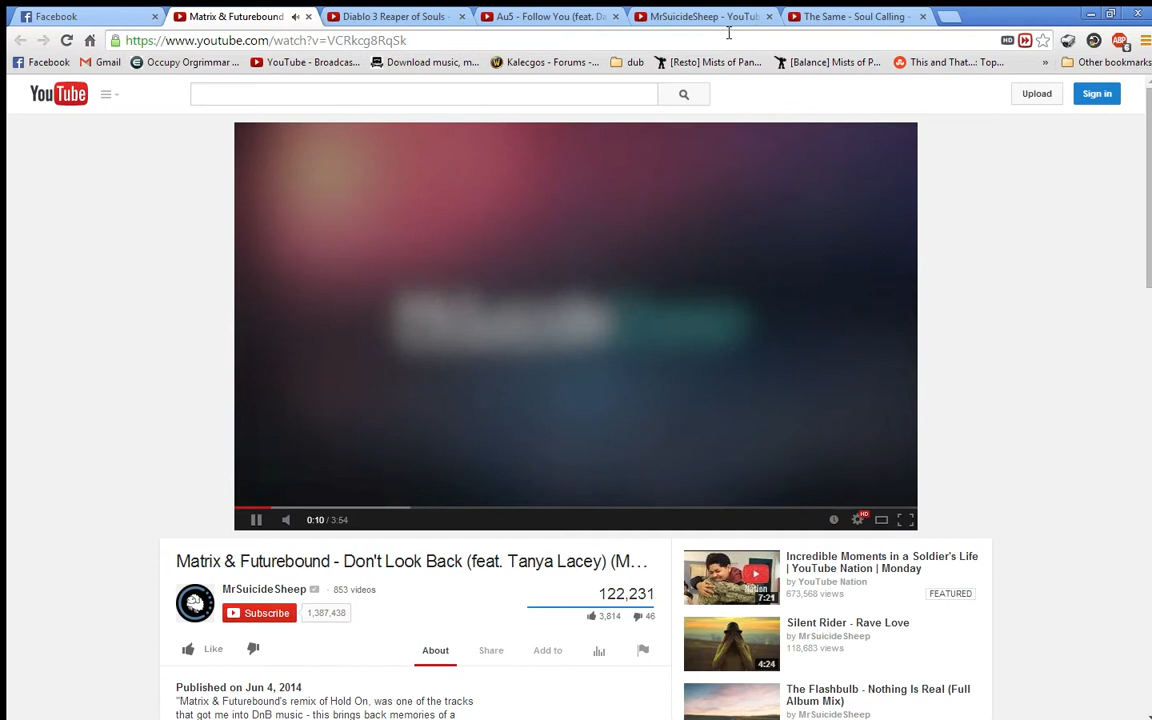 Facebook
Matrix & Futurebound
Diablo 3 Reaper of Souls -
Au5 - Follow You (feat. Da
MrSuicideSheep - YouTub
The Same - Soul Calling -
https://www.youtube.com/watch?v=VCRkcg8RqSk
HD
ABP
6
Facebook
Gmail
Occupy Orgrimmar ...
YouTube - Broadcas...
Download music, m...
Kalecgos - Forums -...
dub
[Resto] Mists of Pan...
[Balance] Mists of P...
This and That...: Top...
»
Other bookmarks
YouTube
Upload
Sign in
0:10 / 3:54
HD
Matrix & Futurebound - Don't Look Back (feat. Tanya Lacey) (M...
MrSuicideSheep
853 videos
Subscribe
1,387,438
122,231
3,814
46
Like
About
Share
Add to
Published on Jun 4, 2014
"Matrix & Futurebound's remix of Hold On, was one of the tracks
that got me into DnB music - this brings back memories of a
Nation
7:21
Incredible Moments in a Soldier's Life
| YouTube Nation | Monday
by YouTube Nation
673,568 views
FEATURED
4:24
Silent Rider - Rave Love
by MrSuicideSheep
118,683 views
The Flashbulb - Nothing Is Real (Full
Album Mix)
by MrSuicideSheep